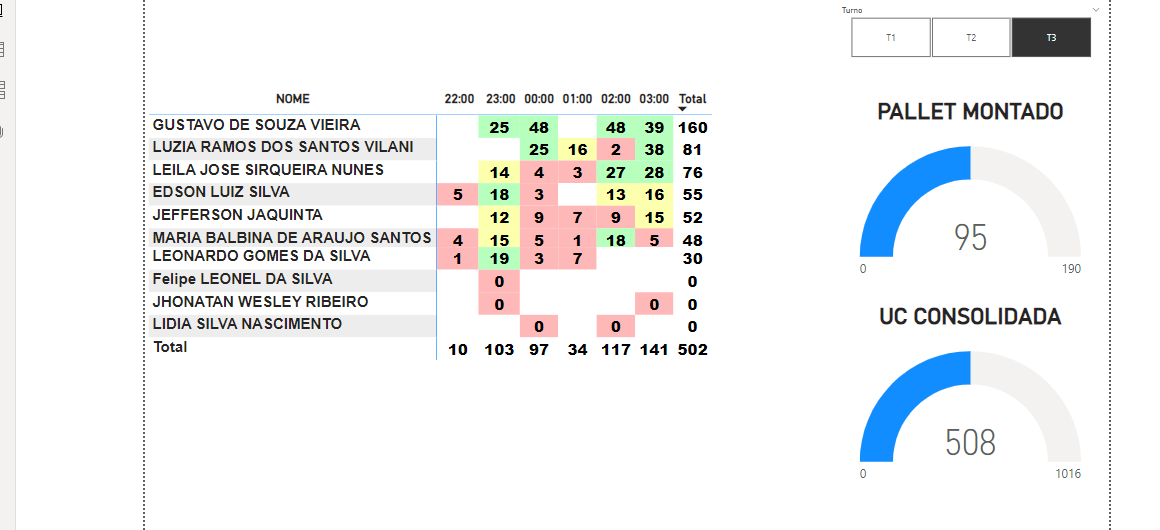 Turno
T1 T2 T3
NOME 22:00 23:00 00:00 01:00 02:00 03:00 Total
GUSTAVO DE SOUZA VIEIRA 25 48 48 39 160
LUZIA RAMOS DOS SANTOS VILANI 25 16 2 38 81
LEILA JOSE SIRQUEIRA NUNES 14 4 3 27 28 76
EDSON LUIZ SILVA 5 18 3 13 16 55
JEFFERSON JAQUINTA 12 9 7 9 15 52
MARIA BALBINA DE ARAUJO SANTOS 4 15 5 1 18 5 48
LEONARDO GOMES DA SILVA 1 19 3 7 30
Felipe LEONEL DA SILVA 0 0
JHONATAN WESLEY RIBEIRO 0 0 0
LIDIA SILVA NASCIMENTO 0 0 0
Total 10 103 97 34 117 141 502
PALLET MONTADO
95
0 190
UC CONSOLIDADA
508
0 1016